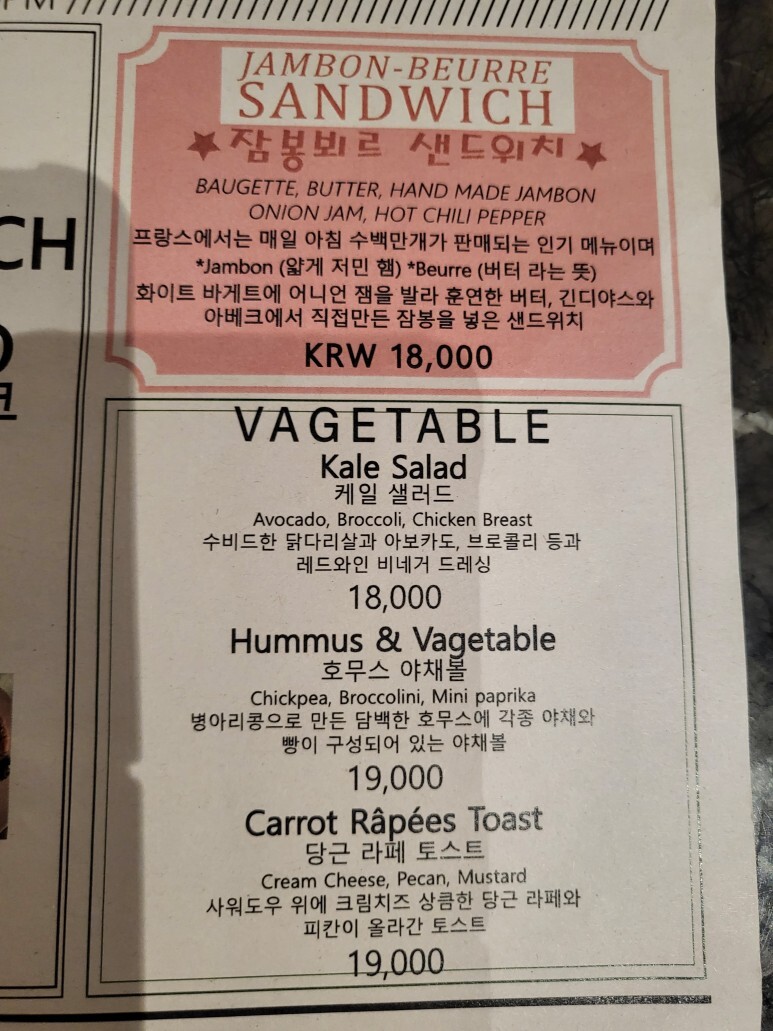 PM
CH
JAMBON-BEURRE
SANDWICH
잠봉뵈르 샌드위치
BAUGETTE, BUTTER, HAND MADE JAMBON
ONION JAM, HOT CHILI PEPPER
프랑스에서는 매일 아침 수백만개가 판매되는 인기 메뉴이며
*Jambon (얇게 저민 햄) *Beurre (버터 라는 뜻)
화이트 바게트에 어니언 잼을 발라 훈연한 버터, 긴디야스와
아베크에서 직접만든 잠봉을 넣은 샌드위치
KRW 18,000
VAGETABLE
Kale Salad
케일 샐러드
Avocado, Broccoli, Chicken Breast
수비드한 닭다리살과 아보카도, 브로콜리 등과
레드와인 비네거 드레싱
18,000
Hummus & Vagetable
호무스 야채볼
Chickpea, Broccolini, Mini paprika
병아리콩으로 만든 담백한 호무스에 각종 야채와
빵이 구성되어 있는 야채볼
19,000
Carrot Râpées Toast
당근 라페 토스트
Cream Cheese, Pecan, Mustard
사워도우 위에 크림치즈 상큼한 당근 라페와
피칸이 올라간 토스트
19,000